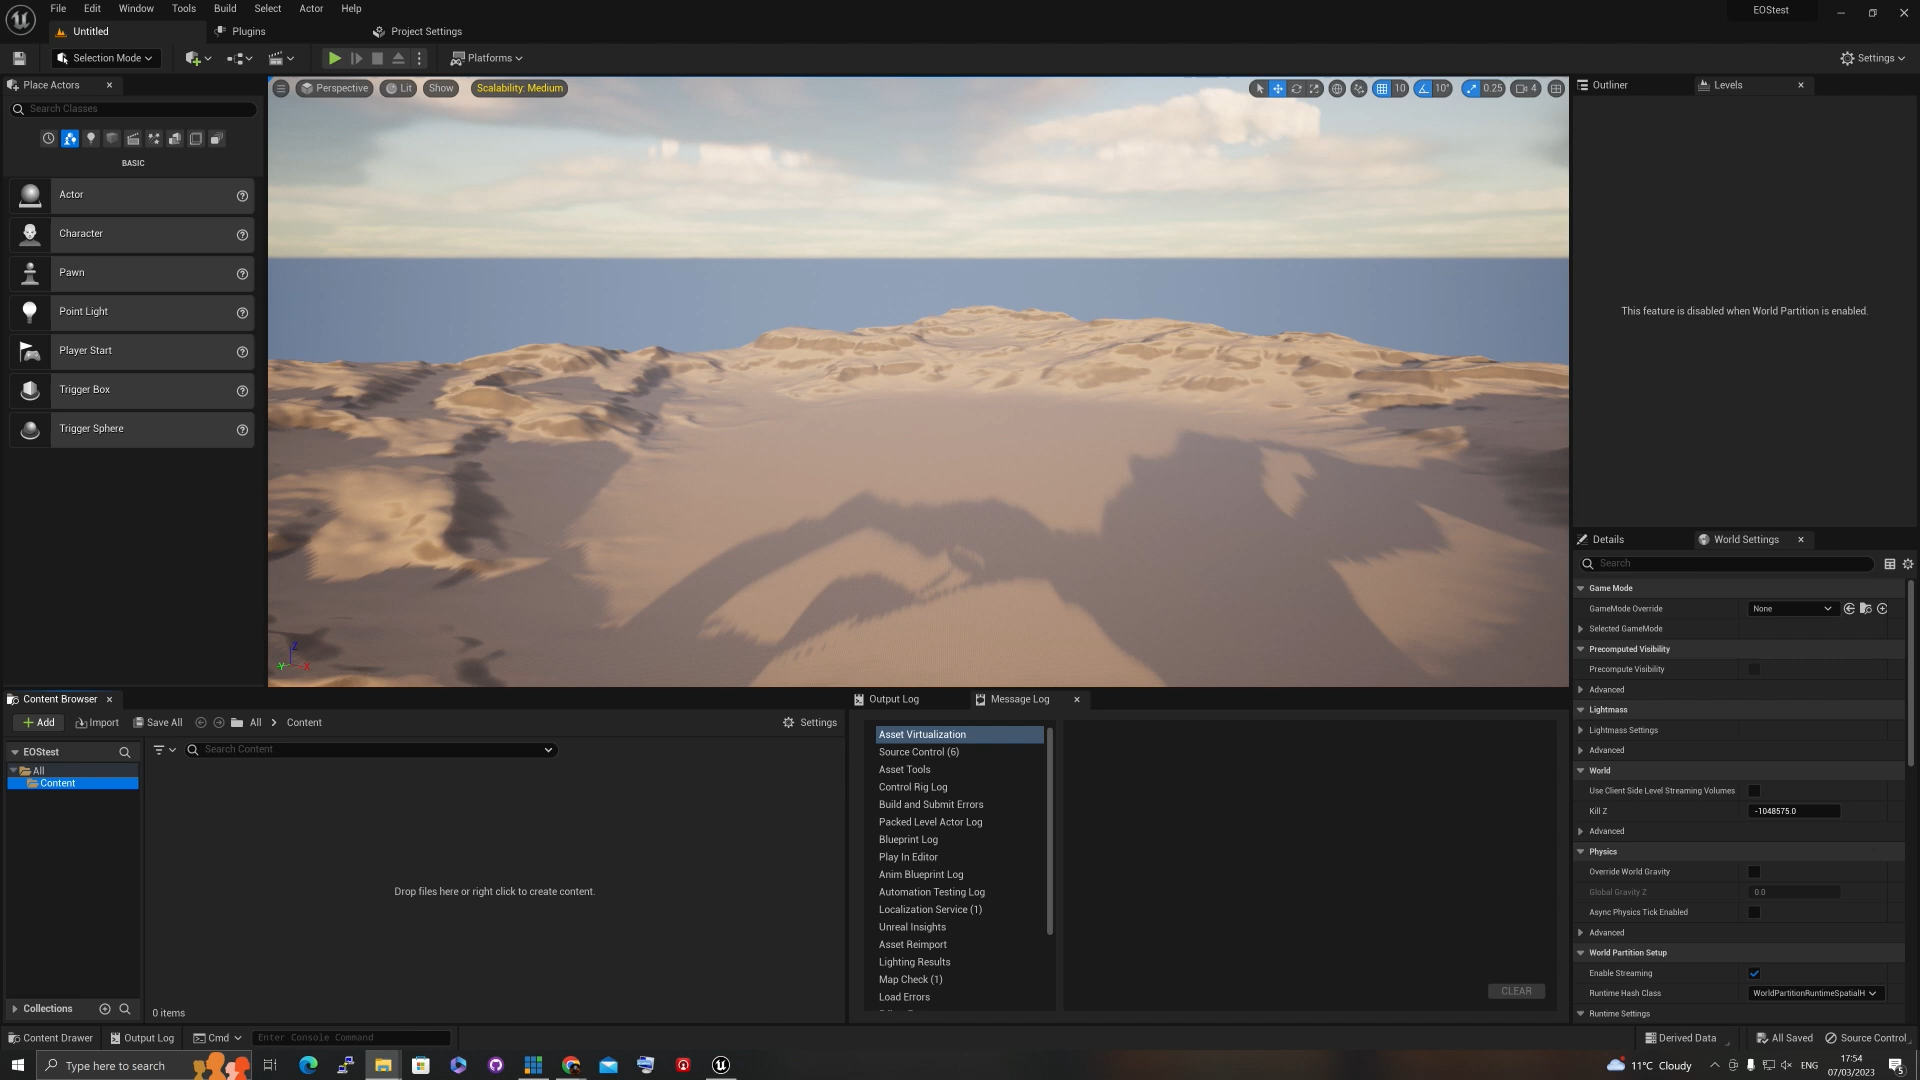 File Edit Window Tools Build Select Actor Help
EOStest
Untitled
Plugins
Project Settings
Selection Mode
Platforms
Settings
Place Actors
Search Classes
BASIC
Actor
Character
Pawn
Point Light
Player Start
Trigger Box
Trigger Sphere
Perspective
Lit
Show
Scalability: Medium
10
10°
0.25
4
Z
Y
X
Outliner
Levels
This feature is disabled when World Partition is enabled.
Details
World Settings
Search
Game Mode
GameMode Override
None
Selected GameMode
Precomputed Visibility
Precompute Visibility
Advanced
Lightmass
Lightmass Settings
Advanced
World
Use Client Side Level Streaming Volumes
Kill Z
-1048575.0
Advanced
Physics
Override World Gravity
Global Gravity Z
0.0
Async Physics Tick Enabled
Advanced
World Partition Setup
Enable Streaming
Runtime Hash Class
WorldPartitionRuntimeSpatialH
Runtime Settings
Content Browser
Add
Import
Save All
All
Content
Settings
EOStest
Search Content
All
Content
Drop files here or right click to create content.
Collections
0 items
Output Log
Message Log
Asset Virtualization
Source Control (6)
Asset Tools
Control Rig Log
Build and Submit Errors
Packed Level Actor Log
Blueprint Log
Play In Editor
Anim Blueprint Log
Automation Testing Log
Localization Service (1)
Unreal Insights
Asset Reimport
Lighting Results
Map Check (1)
Load Errors
CLEAR
Content Drawer
Output Log
Cmd
Enter Console Command
Derived Data
All Saved
Source Control
Type here to search
11°C Cloudy
ENG
17:54
07/03/2023
5